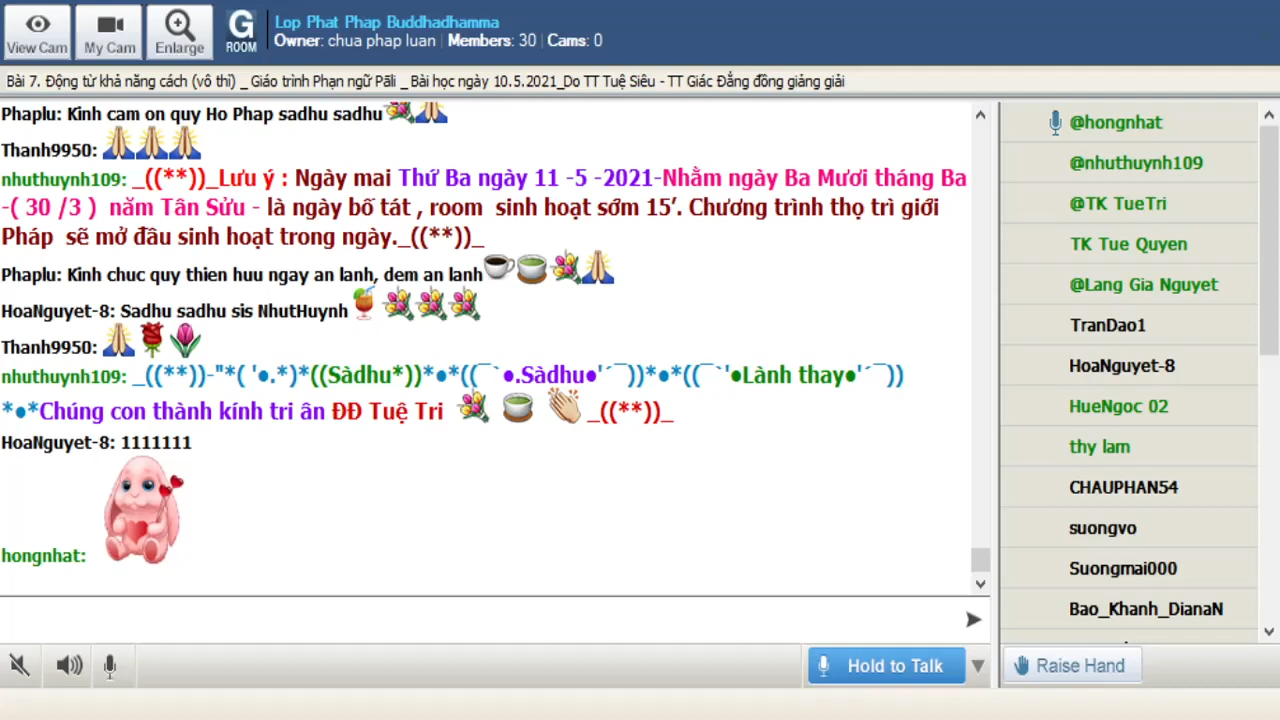 View Cam
My Cam
Enlarge
G
ROOM
Lop Phat Phap Buddhadhamma
Owner: chua phap luan | Members: 30 | Cams: 0
Bài 7. Động từ khả năng cách (vô thỉ) _ Giáo trình Phạn ngữ Pāli _ Bài học ngày 10.5.2021_Do TT Tuệ Siêu - TT Giác Đẳng đồng giảng giải
Phaplu: Kinh cam on quy Ho Phap sadhu sadhu
Thanh9950:
nhuthuynh109: _((**))_Lưu ý : Ngày mai Thứ Ba ngày 11 -5 -2021-Nhằm ngày Ba Mươi tháng Ba
-( 30 /3 )  năm Tân Sửu - là ngày bố tát , room  sinh hoạt sớm 15’. Chương trình thọ trì giới
Pháp  sẽ mở đầu sinh hoạt trong ngày._((**))_
Phaplu: Kinh chuc quy thien huu ngay an lanh, dem an lanh
HoaNguyet-8: Sadhu sadhu sis NhutHuynh
Thanh9950:
nhuthuynh109: _((**))-"*( '●.*)*((Sàdhu*))*●*((¯`●.Sàdhu●'´¯))*●*((¯`'●Lành thay●'´¯))
*●*Chúng con thành kính tri ân ĐĐ Tuệ Tri _((**))_
HoaNguyet-8: 1111111
hongnhat:
Hold to Talk
@hongnhat
@nhuthuynh109
@TK TueTri
TK Tue Quyen
@Lang Gia Nguyet
TranDao1
HoaNguyet-8
HueNgoc 02
thy lam
CHAUPHAN54
suongvo
Suongmai000
Bao_Khanh_DianaN
Raise Hand